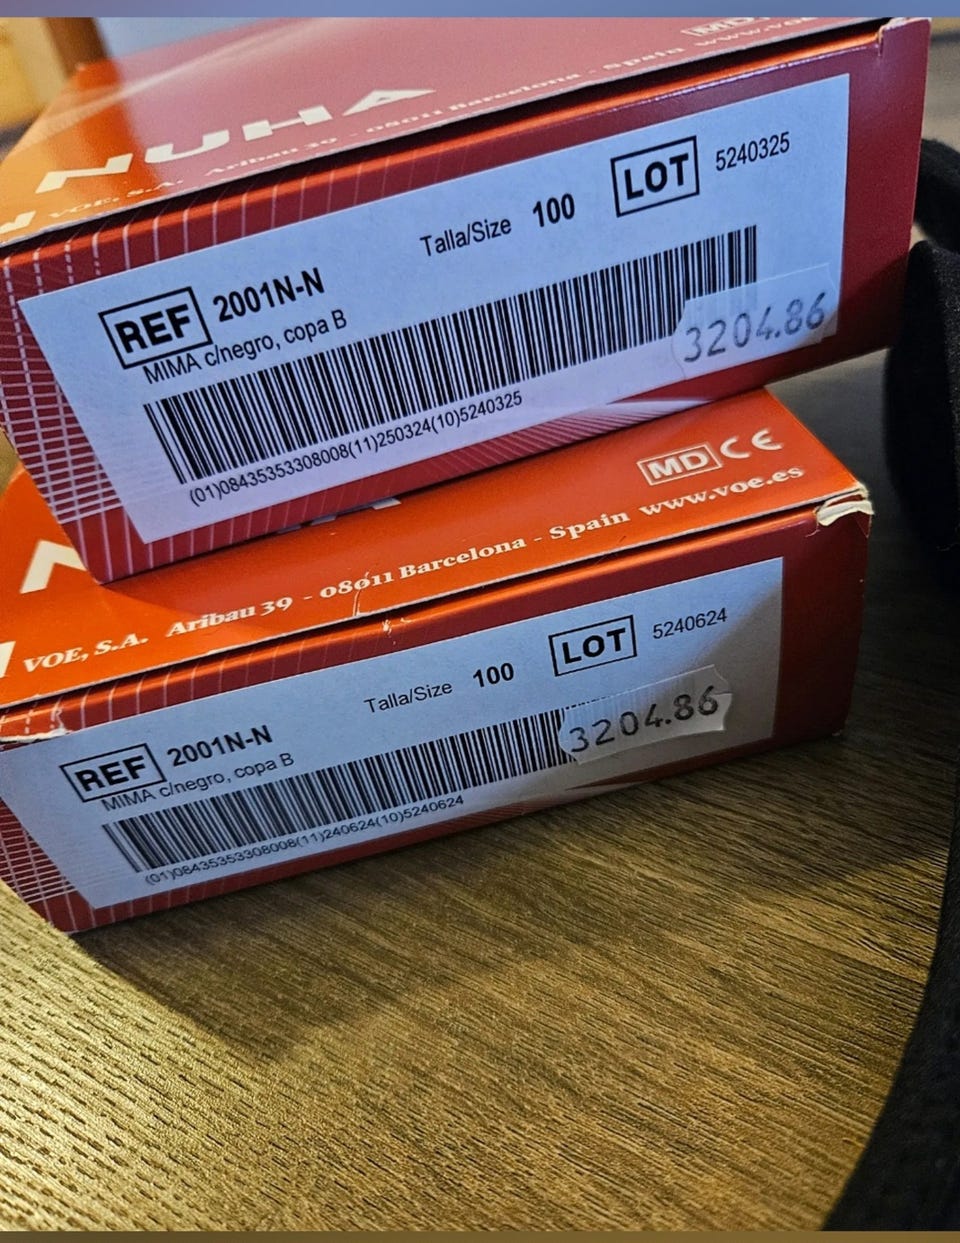 MD
NUHA
VOE, S.A. Aribau 39 - 08011 Barcelona - Spain www.voe
LOT 5240325
Talla/Size 100
REF 2001N-N
MIMA c/negro, copa B
3204.86
(01)08435353308008(11)250324(10)5240325
MD CE
VOE, S.A. Aribau 39 - 08011 Barcelona - Spain www.voe.es
LOT 5240624
Talla/Size 100
REF 2001N-N
MIMA c/negro, copa B
3204.86
(01)08435353308008(11)240624(10)5240624